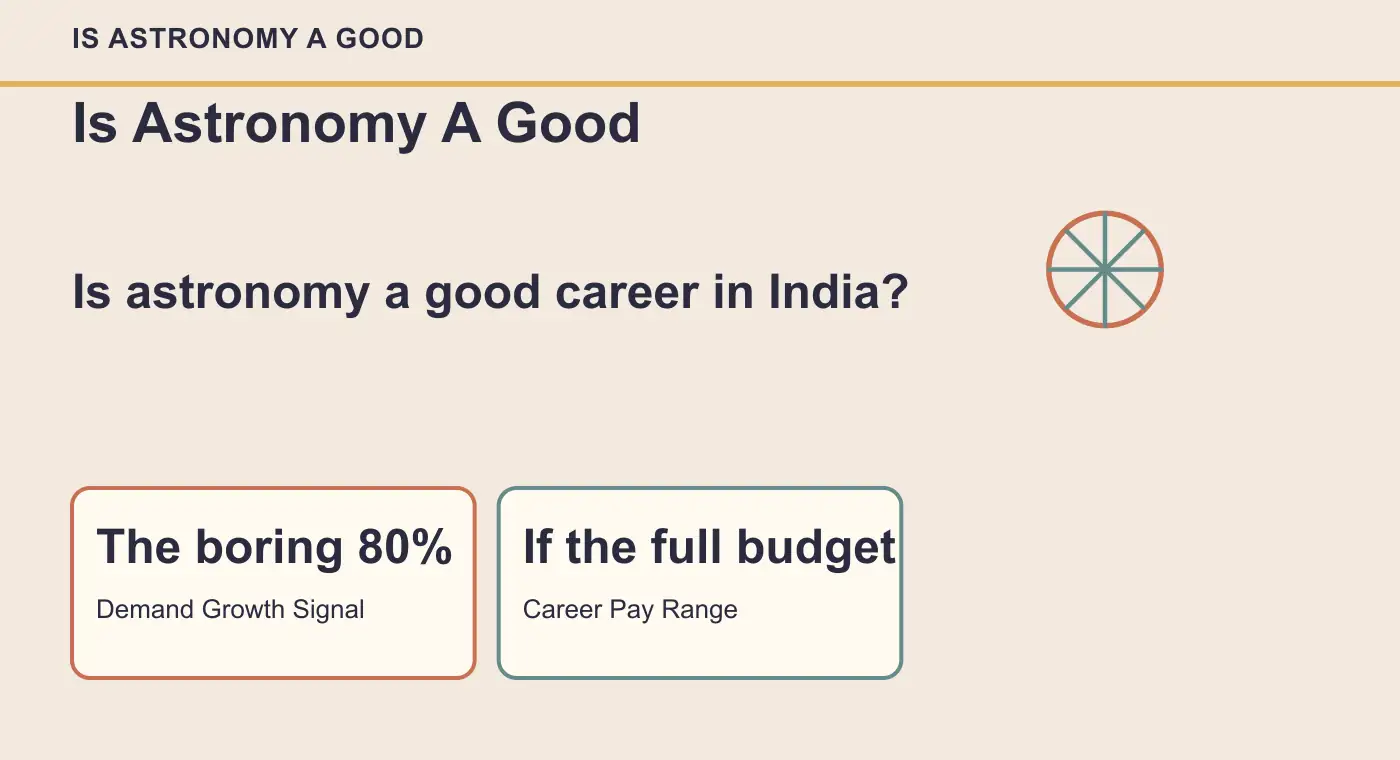 IS ASTRONOMY A GOOD
Is Astronomy A Good
Is astronomy a good career in India?
The boring 80%
Demand Growth Signal
If the full budget
Career Pay Range